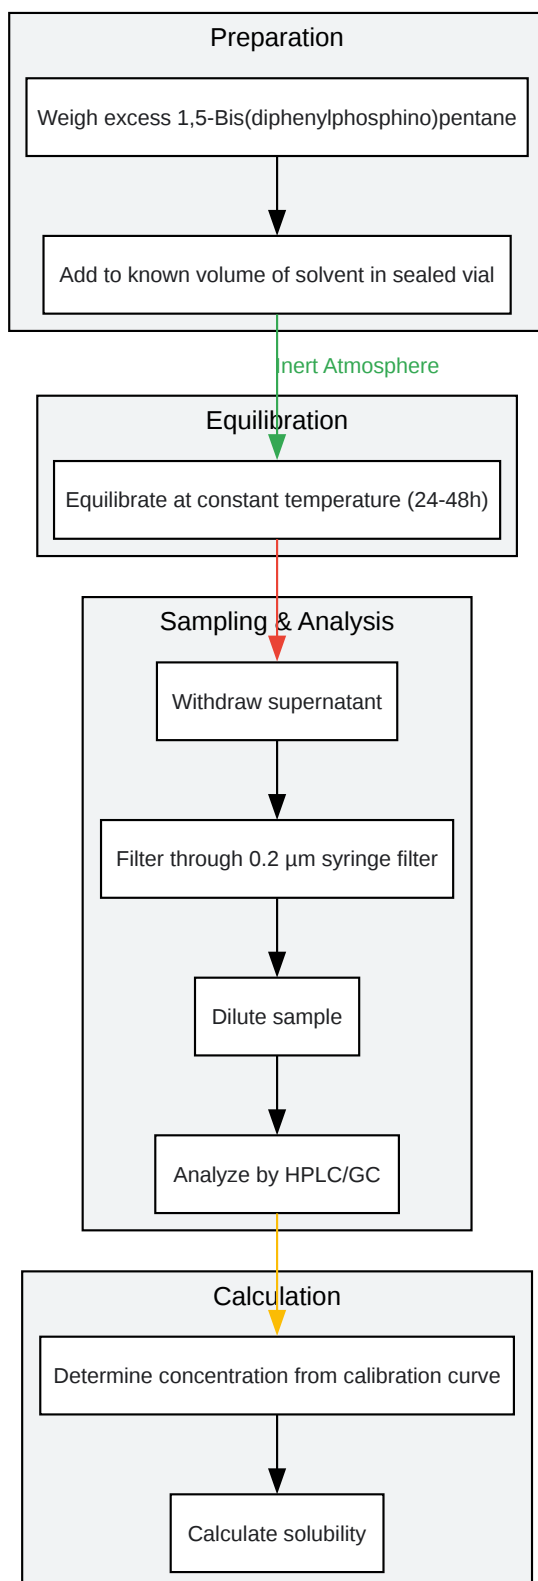 Preparation
Weigh excess 1,5-Bis(diphenylphosphino)pentane
Add to known volume of solvent in sealed vial
Inert Atmosphere
Equilibration
Equilibrate at constant temperature (24-48h)
Sampling & Analysis
Withdraw supernatant
Filter through 0.2 µm syringe filter
Dilute sample
Analyze by HPLC/GC
Calculation
Determine concentration from calibration curve
Calculate solubility